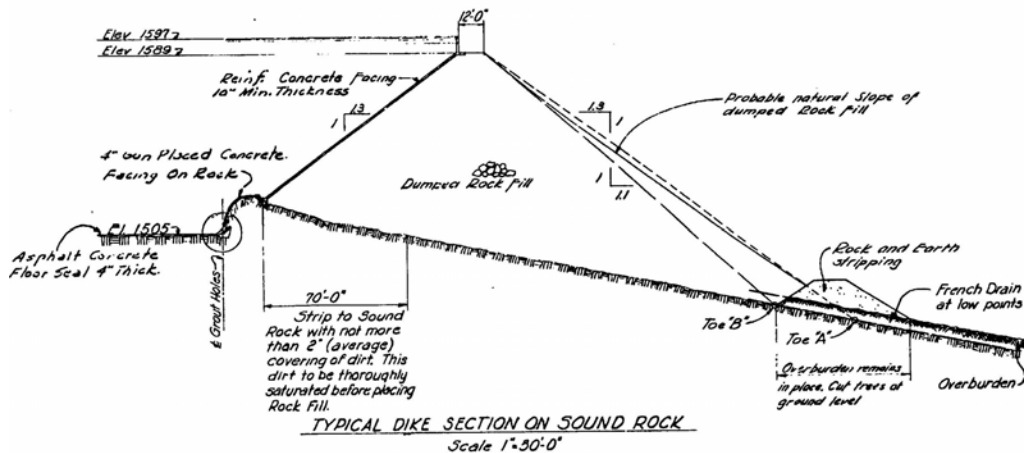 12'-0"
Elev 1597
Elev 1589
Reinf. Concrete Facing
10" Min. Thickness
1.3
1
1.3
1
Probable natural Slope of
dumped Rock fill
4" Gun Placed Concrete.
Facing On Rock
Dumped Rock Fill
1
1.1
El. 1505
Asphalt Concrete
Floor Seal 4" Thick.
Rock and Earth
stripping
French Drain
at low points
₵ Grout Holes
70'-0"
Strip to Sound
Rock with not more
than 2" (average)
covering of dirt. This
dirt to be thoroughly
saturated before placing
Rock Fill.
Toe "B"
Toe "A"
Overburden remains
in place. Cut trees at
ground level
Overburden
TYPICAL DIKE SECTION ON SOUND ROCK
Scale 1"=50'-0"